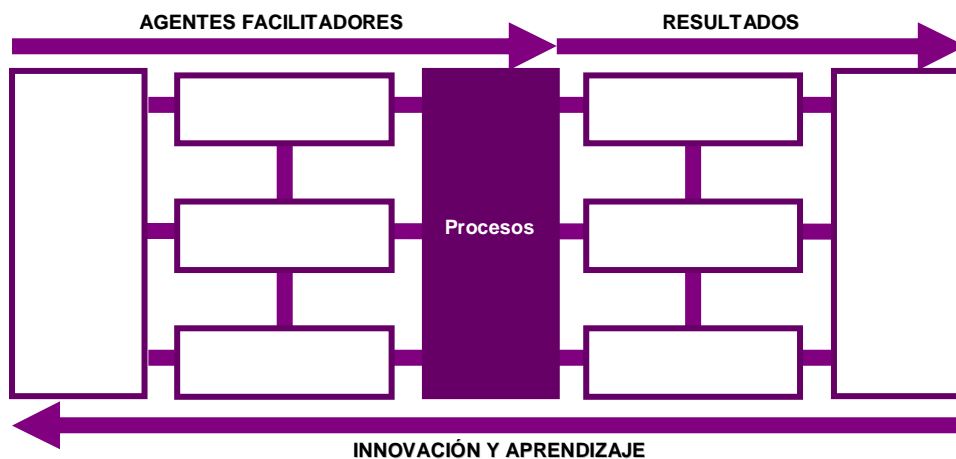 AGENTES FACILITADORES
RESULTADOS
Procesos
INNOVACIÓN Y APRENDIZAJE